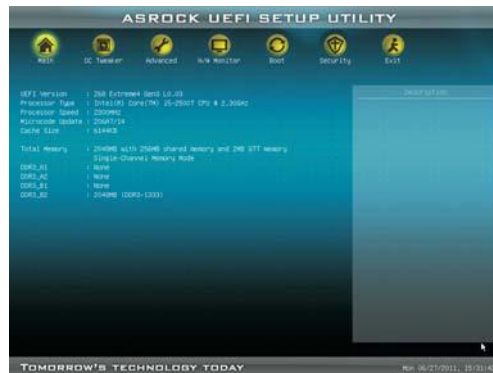 ASROCK UEFI SETUP UTILITY
Main OC Tweaker Advanced H/W Monitor Boot Security Exit
Description
UEFI Version : Z68 Extreme4 Gen3 L0.03
Processor Type : Intel(R) Core(TM) i5-2500T CPU @ 2.30GHz
Processor Speed : 2300MHz
Microcode Update : 206A7/14
Cache Size : 6144KB
Total Memory : 2048MB with 256MB shared memory and 2MB GTT memory
Single-Channel Memory Mode
DDR3_A1 : None
DDR3_A2 : None
DDR3_B1 : None
DDR3_B2 : 2048MB (DDR3-1333)
TOMORROW'S TECHNOLOGY TODAY
Mon 06/27/2011,